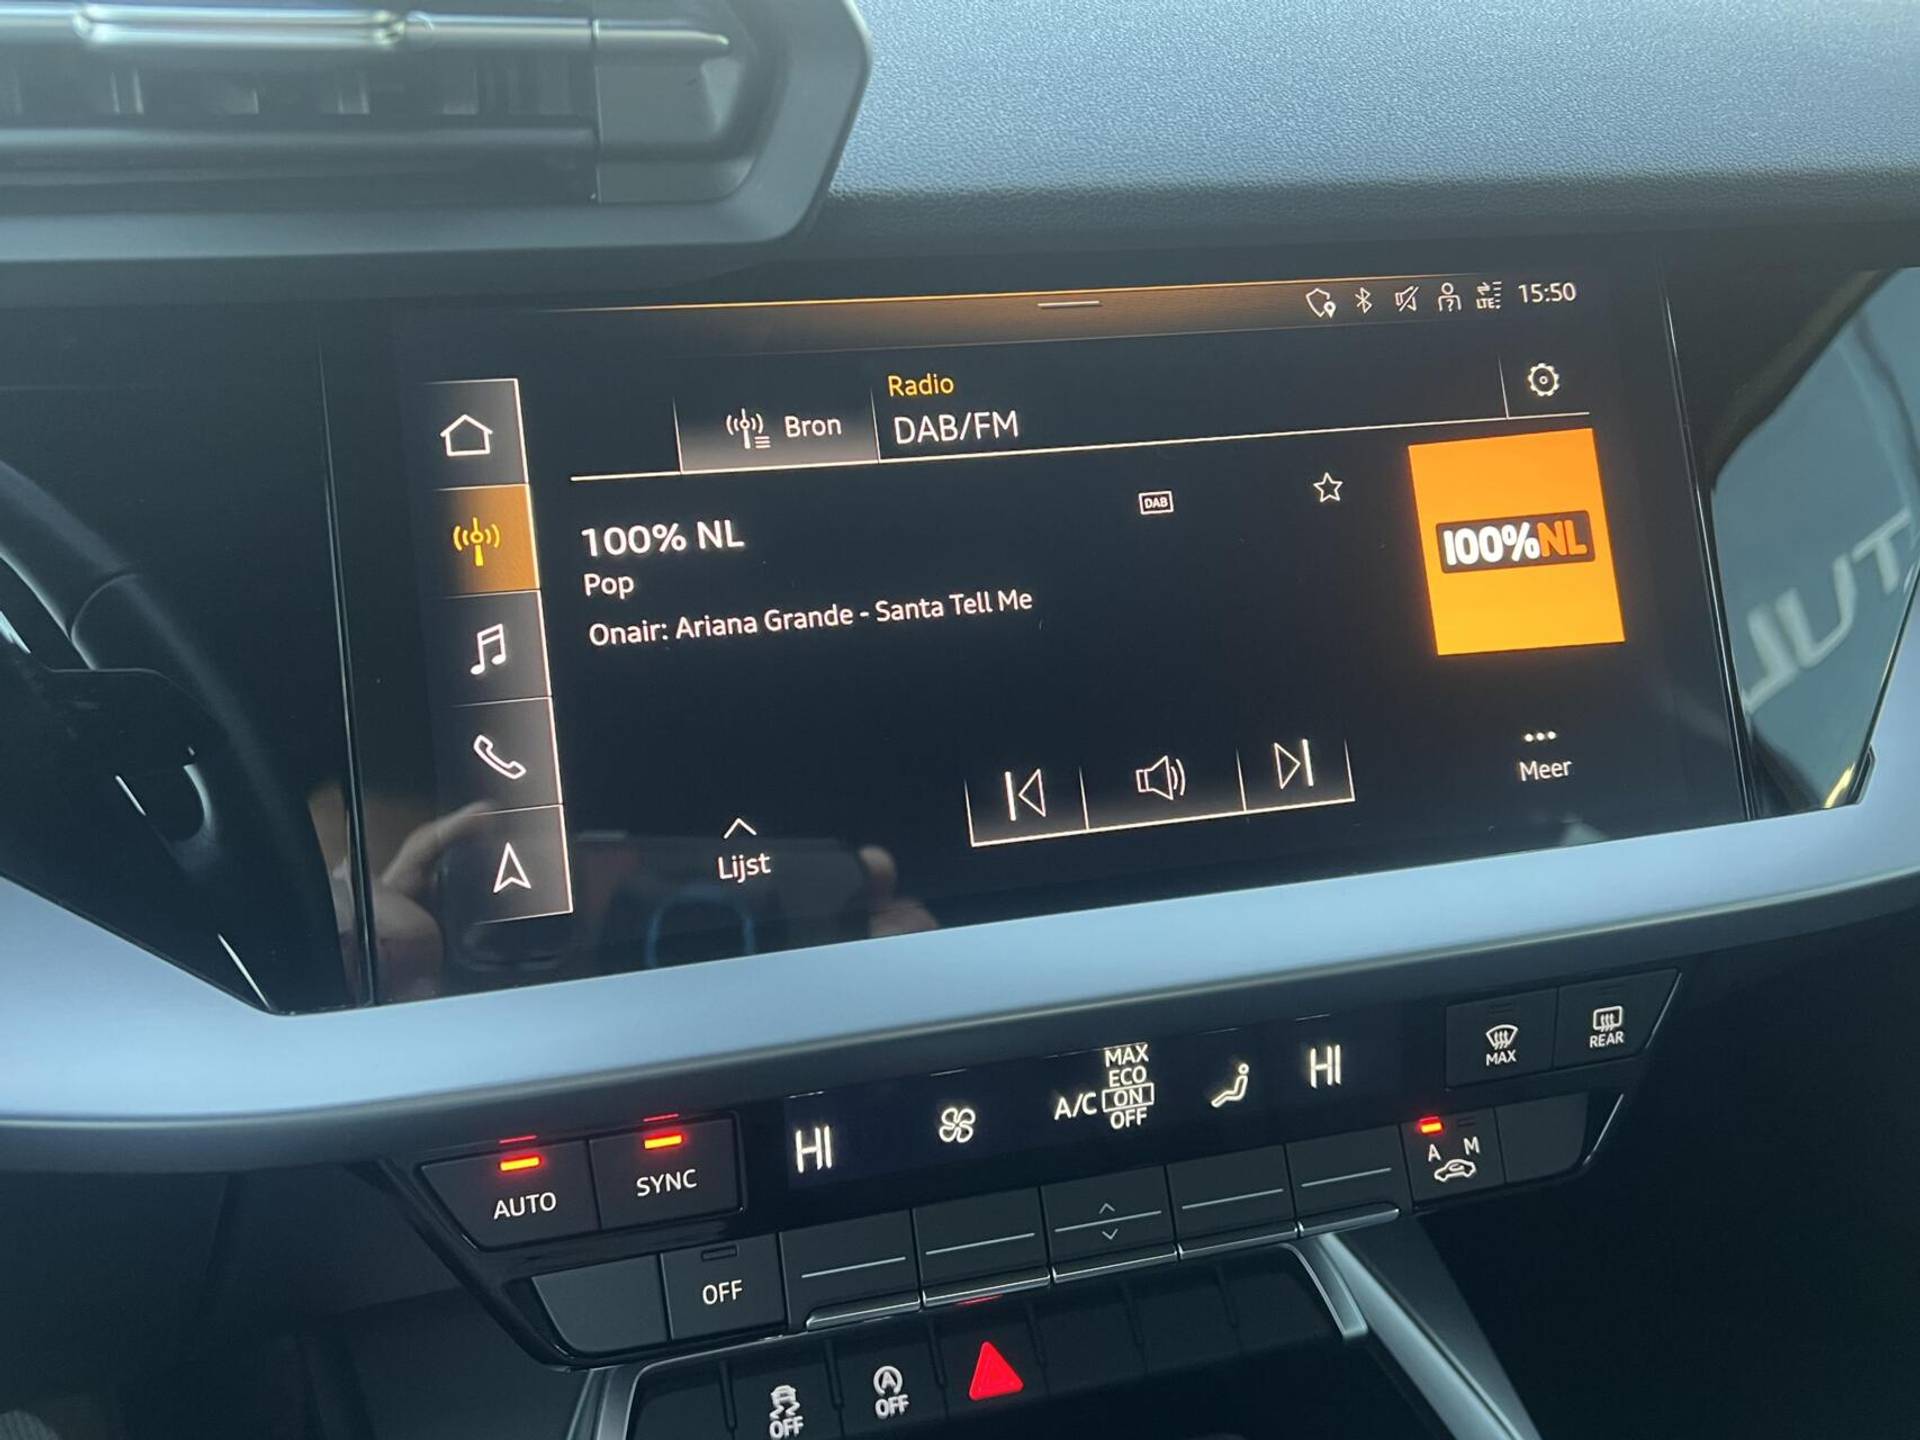 LTE 15:50
Radio
Bron DAB/FM
100% NL
DAB
100%NL
Pop
Onair: Ariana Grande - Santa Tell Me
Meer
Lijst
MAX
ECO
A/C ON
OFF
HI
HI
MAX
REAR
AUTO
SYNC
A M
OFF
OFF
A
OFF